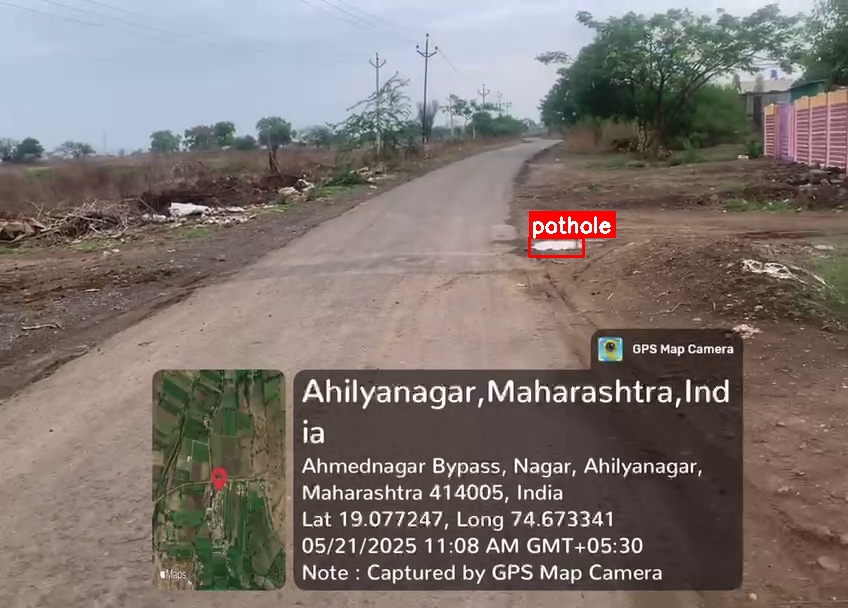 pothole
GPS Map Camera
Ahilyanagar,Maharashtra,Ind
ia
Ahmednagar Bypass, Nagar, Ahilyanagar,
Maharashtra 414005, India
Lat 19.077247, Long 74.673341
05/21/2025 11:08 AM GMT+05:30
Note : Captured by GPS Map Camera
Maps